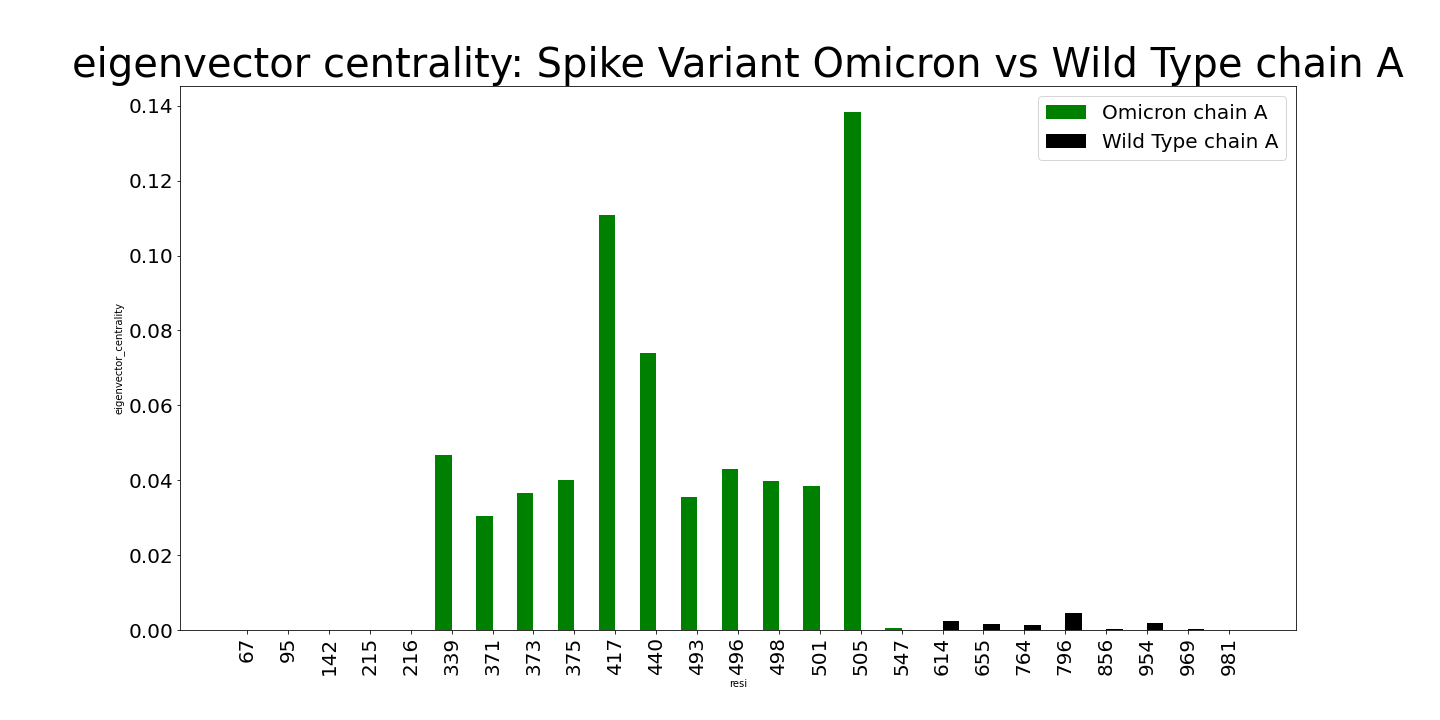 eigenvector centrality: Spike Variant Omicron vs Wild Type chain A
Omicron chain A
Wild Type chain A
0.14
0.12
0.10
0.08
0.06
0.04
0.02
0.00
eigenvector_centrality
67 95 142 215 216 339 371 373 375 417 440 493 496 498 501 505 547 614 655 764 796 856 954 969 981
resi